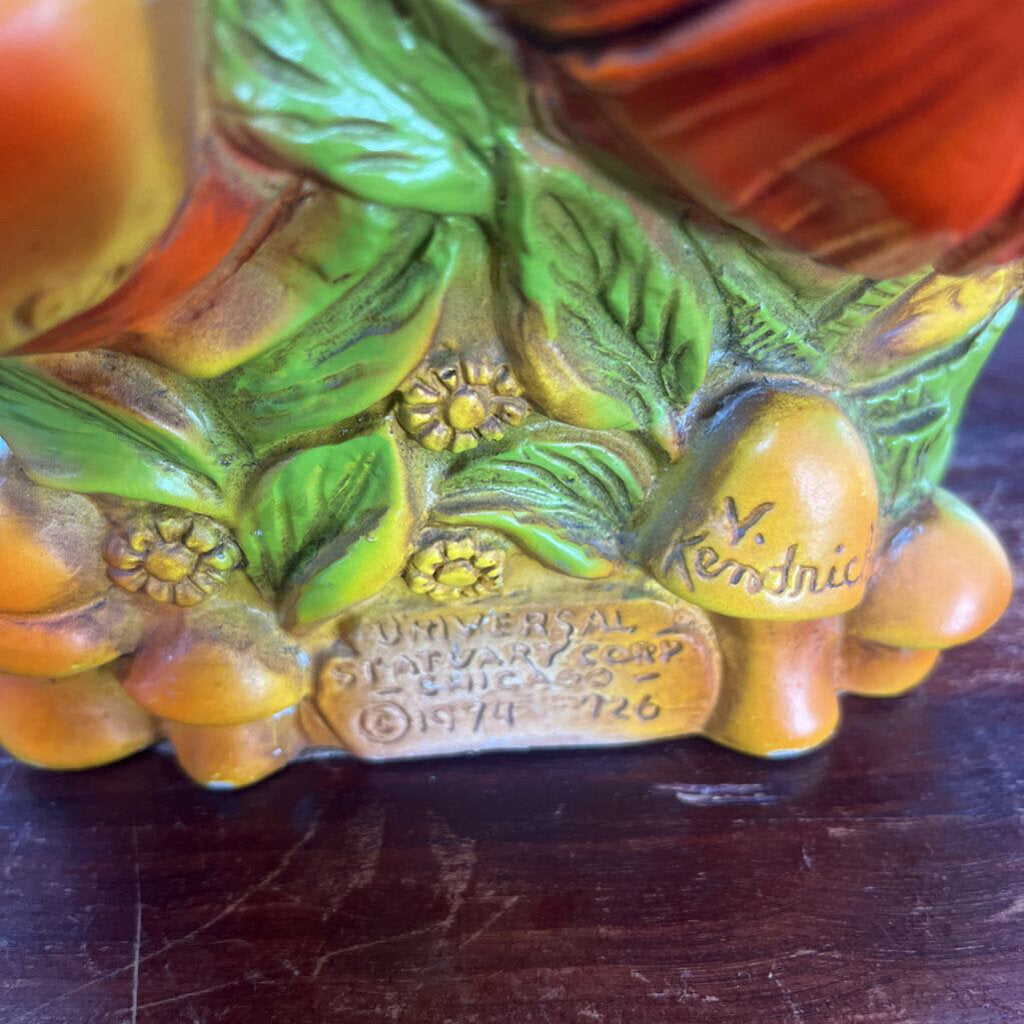 UNIVERSAL
STATUARY CORP
- CHICAGO -
© 1974 726
V.
Kendrick